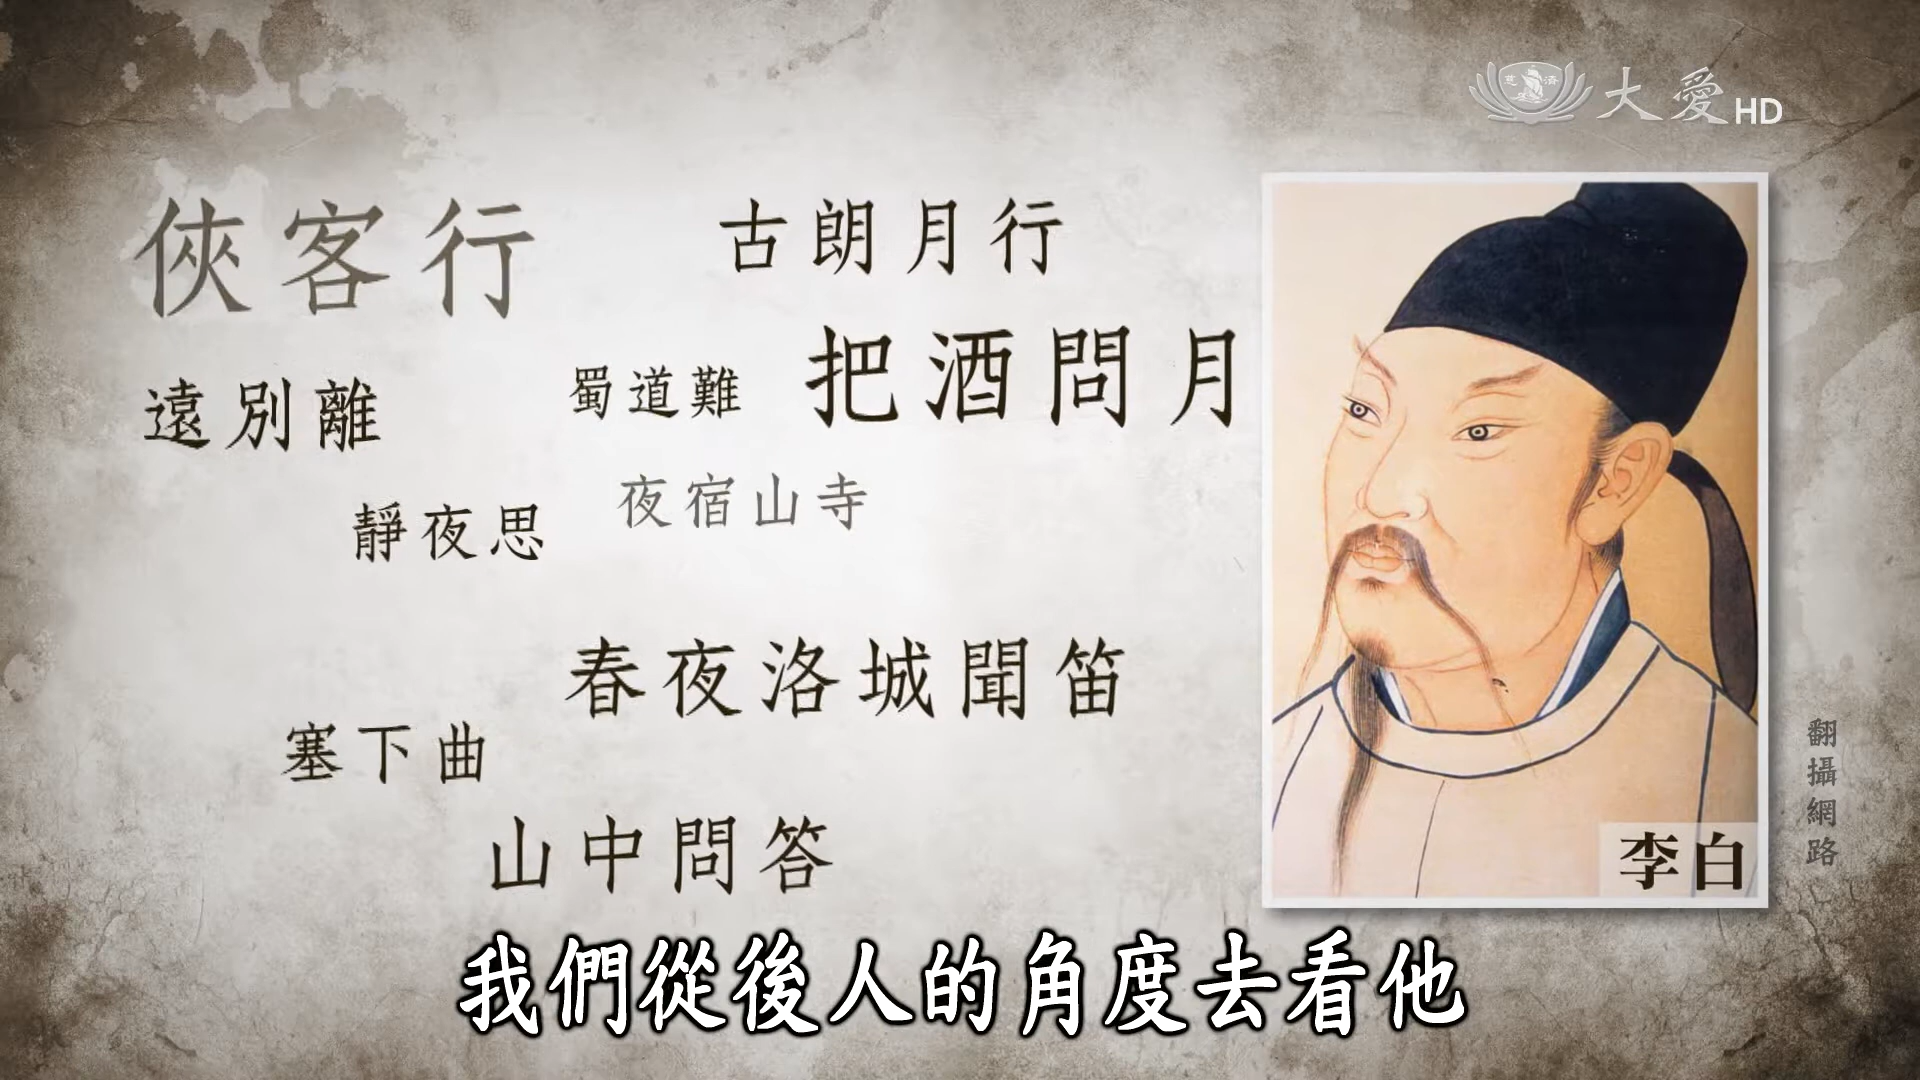 大愛HD
俠客行
古朗月行
遠別離
蜀道難
把酒問月
靜夜思
夜宿山寺
春夜洛城聞笛
塞下曲
山中問答
李白
翻攝網路
我們從後人的角度去看他